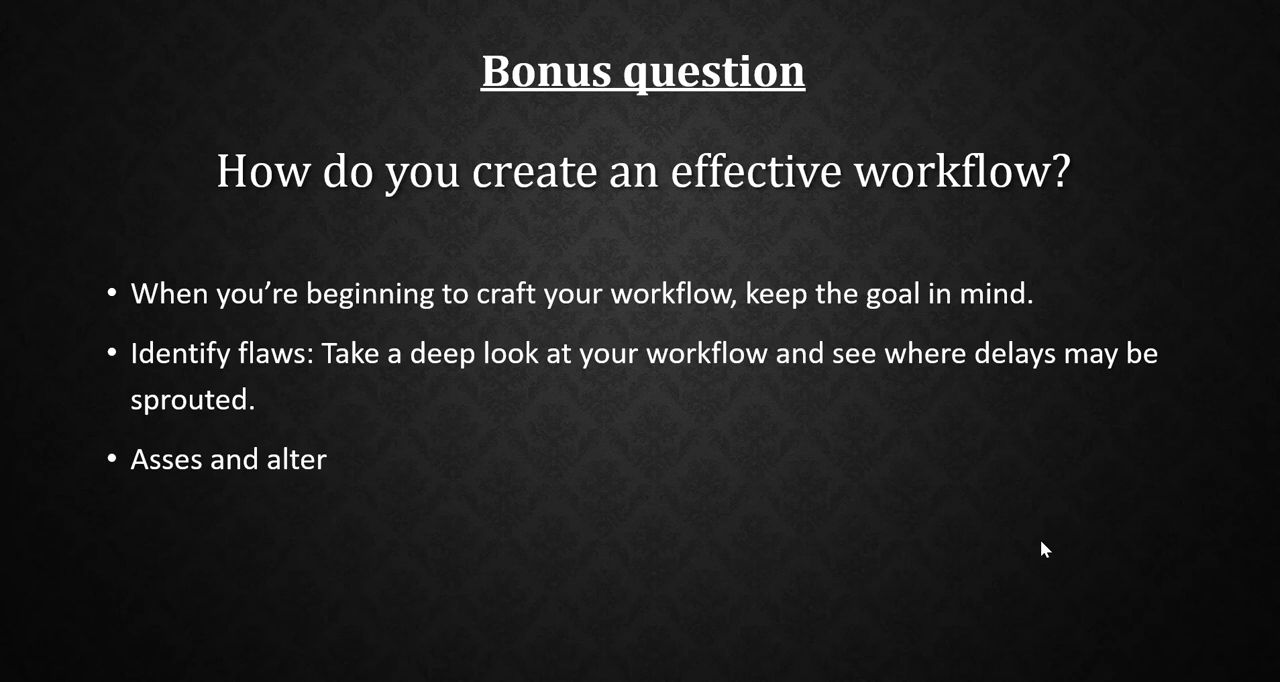 Bonus question
How do you create an effective workflow?
• When you’re beginning to craft your workflow, keep the goal in mind.
• Identify flaws: Take a deep look at your workflow and see where delays may be
sprouted.
• Asses and alter